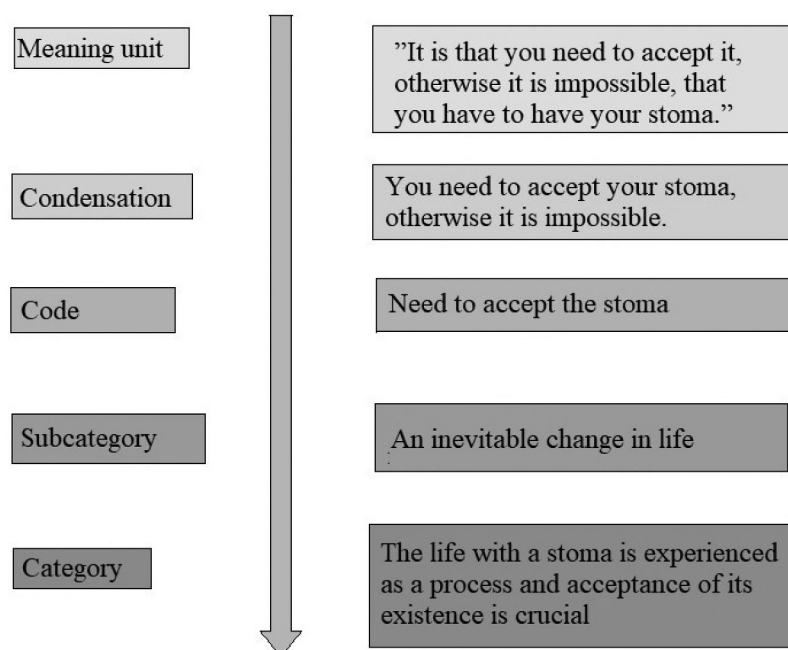 Meaning unit
”It is that you need to accept it,
otherwise it is impossible, that
you have to have your stoma.”
Condensation
You need to accept your stoma,
otherwise it is impossible.
Code
Need to accept the stoma
Subcategory
An inevitable change in life
Category
The life with a stoma is experienced
as a process and acceptance of its
existence is crucial